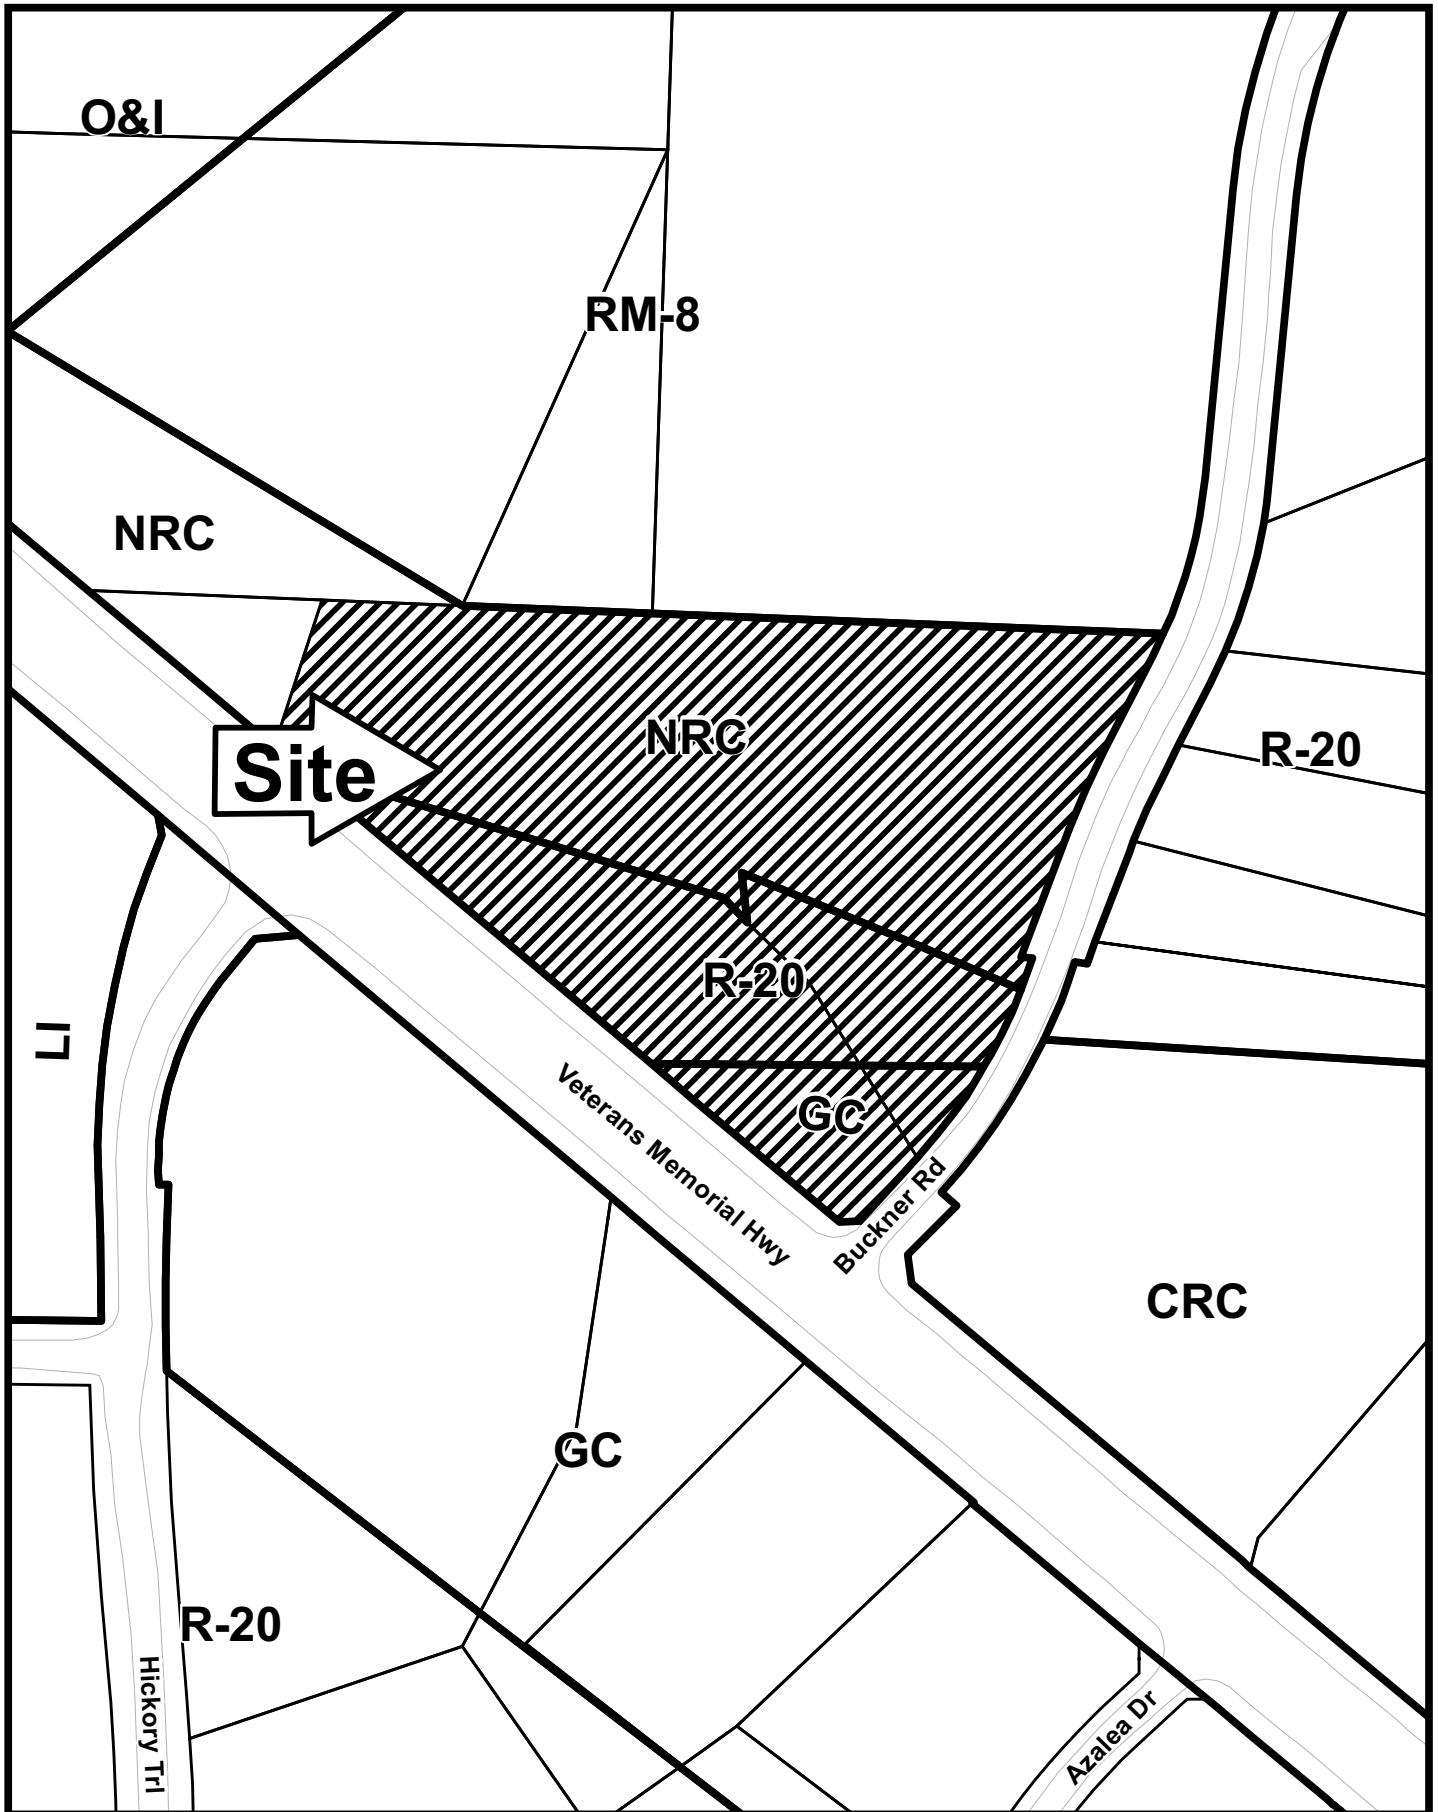 O&I
RM-8
NRC
NRC
R-20
Site
R-20
LI
GC
Veterans Memorial Hwy
Buckner Rd
CRC
GC
R-20
Hickory Trl
Azalea Dr